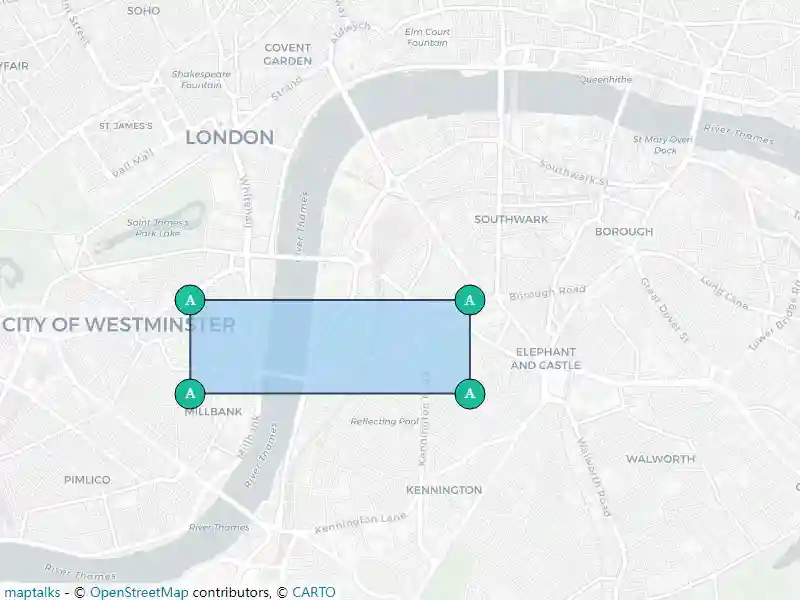 SOHO
Elm Court
Fountain
Aldwych
COVENT
GARDEN
Shakespeare
Fountain
Strand
Queenhithe
ST JAMES'S
LONDON
River Thames
St Mary Overi
Dock
Pall Mall
Southwark St
Whitehall
Saint James's
Park Lake
River Thames
SOUTHWARK
BOROUGH
Borough Road
Long Lane
Great Dover St
Tower Bridge Road
CITY OF WESTMINSTER
ELEPHANT
AND CASTLE
A
A
A
A
MILLBANK
Reflecting Pool
Kennington Road
Millbank
River Thames
WALWORTH
Walworth Road
PIMLICO
KENNINGTON
River Thames
Kennington Lane
River Thames
maptalks - © OpenStreetMap contributors, © CARTO